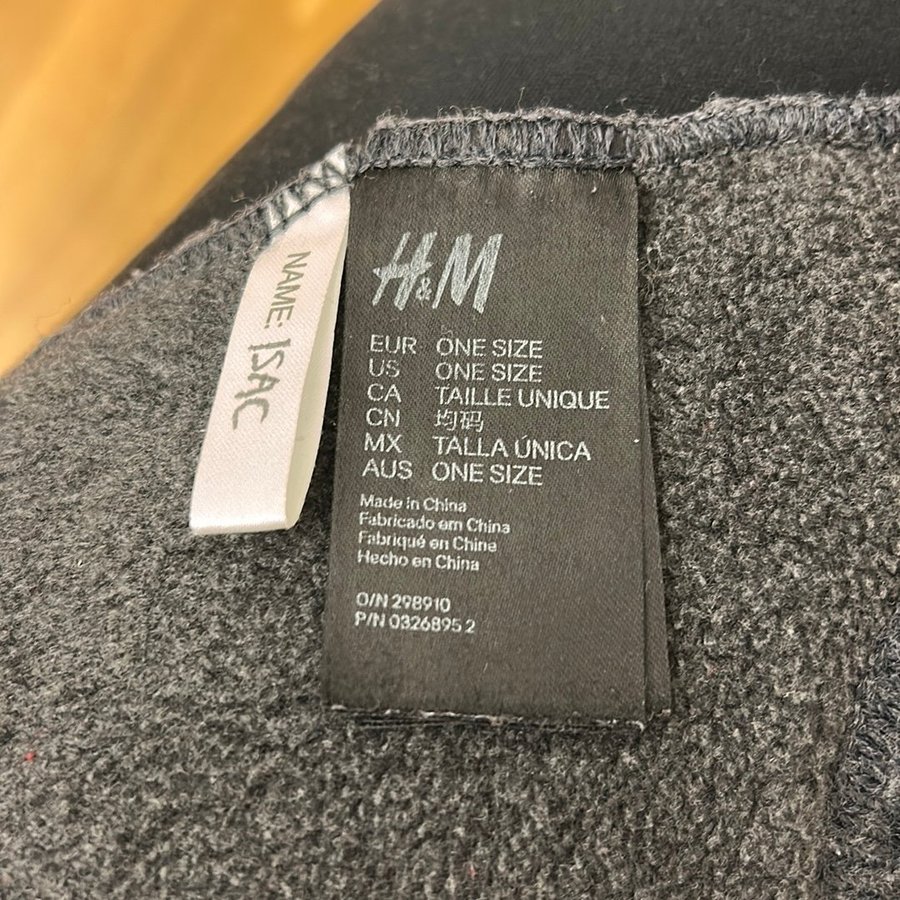 NAME: ISAC
H&M
EUR ONE SIZE
US ONE SIZE
CA TAILLE UNIQUE
CN 均码
MX TALLA ÚNICA
AUS ONE SIZE
Made in China
Fabricado em China
Fabriqué en Chine
Hecho en China
O/N 298910
P/N 0326895 2